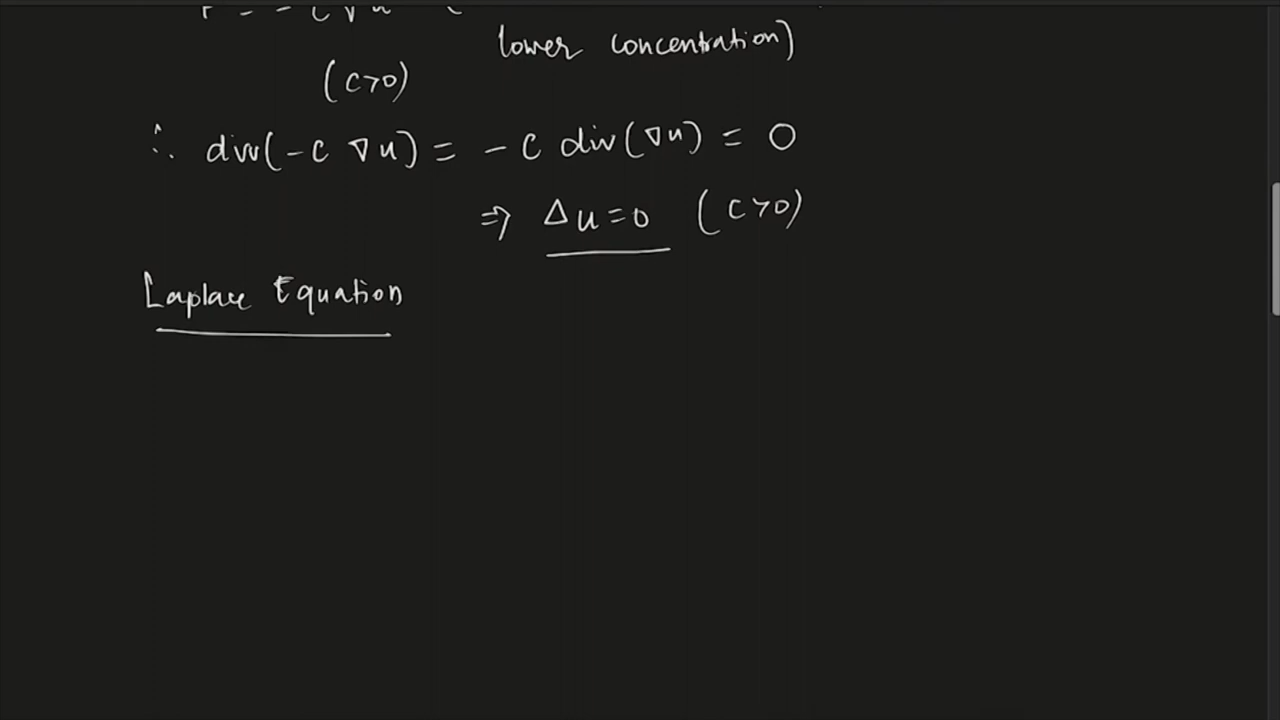 F = - C ∇u (
lower concentration)
(C>0)
∴ div(-C ∇u) = - C div(∇u) = 0
⇒ Δu=0 (C>0)
Laplace Equation